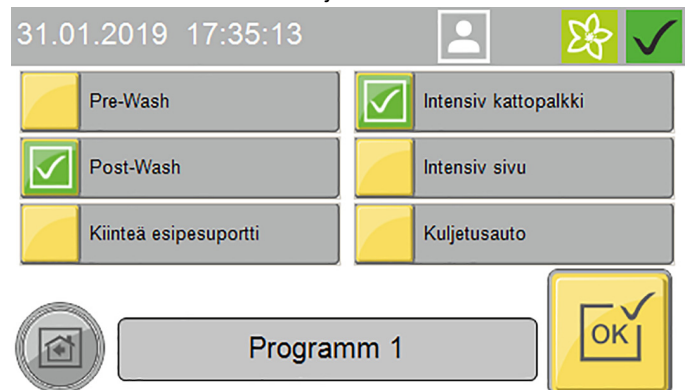 31.01.2019 17:35:13
Pre-Wash
Intensiv kattopalkki
Post-Wash
Intensiv sivu
Kiinteä esipesuportti
Kuljetusauto
Programm 1
OK